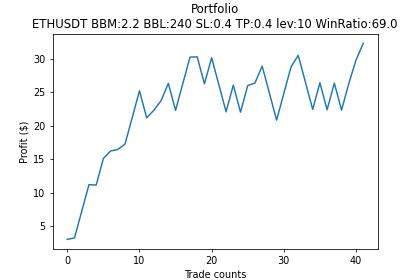 Portfolio
ETHUSDT BBM:2.2 BBL:240 SL:0.4 TP:0.4 lev:10 WinRatio:69.0
Profit ($)
30
25
20
15
10
5
0
10
20
30
40
Trade counts